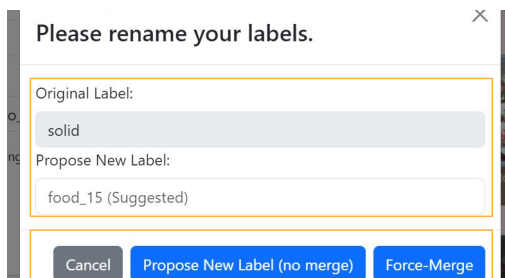 Please rename your labels.
Original Label:
solid
Propose New Label:
food_15 (Suggested)
Cancel
Propose New Label (no merge)
Force-Merge